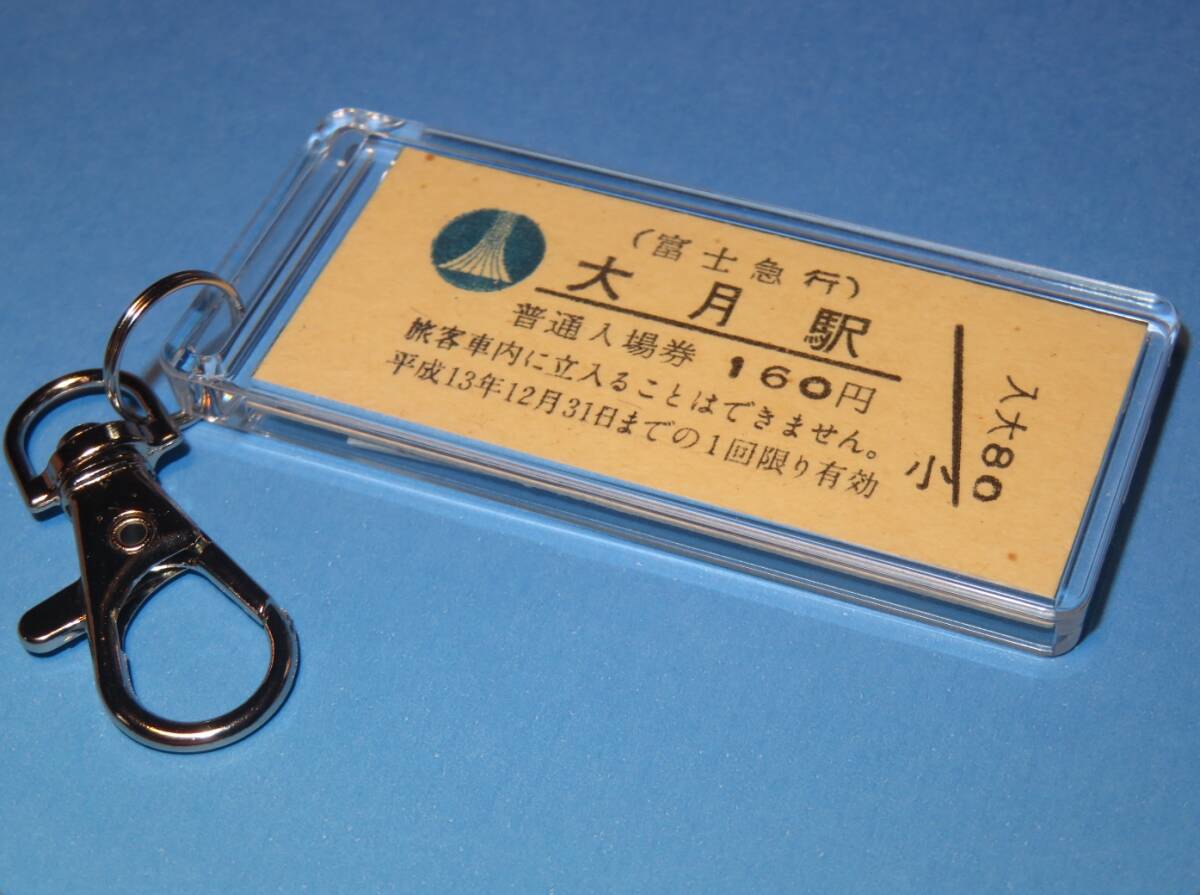 (富士急行)
大月駅
普通入場券 160円
旅客車内に立入ることはできません。
平成13年12月31日までの1回限り有効
小
入大80